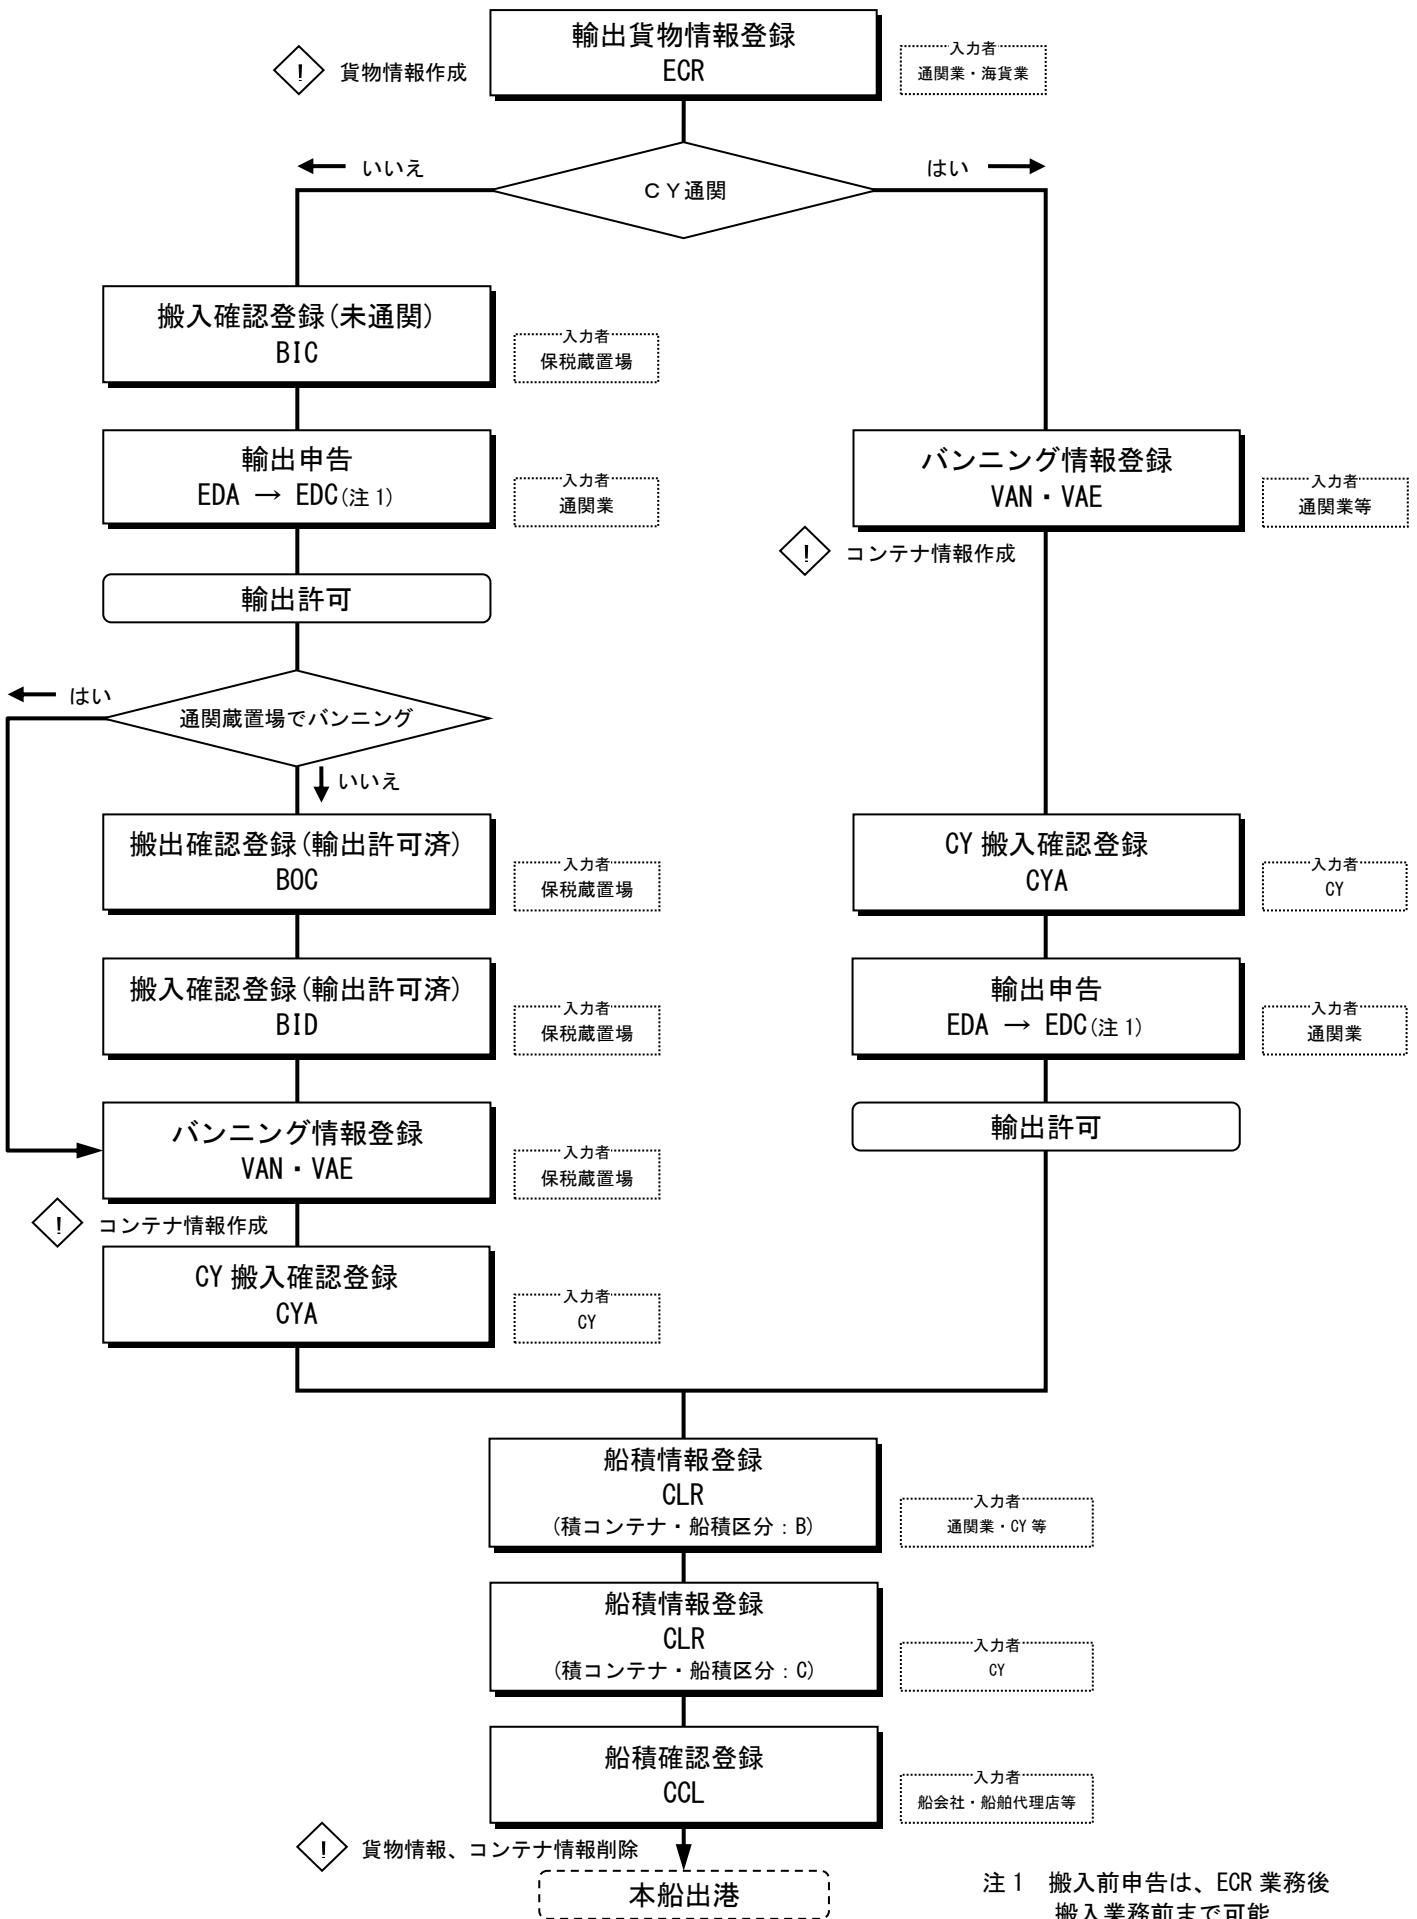 輸出貨物情報登録
ECR
入力者
通関業・海貨業
! 貨物情報作成
いいえ
はい
ＣＹ通関
搬入確認登録(未通関)
BIC
入力者
保税蔵置場
輸出申告
EDA → EDC(注1)
入力者
通関業
バンニング情報登録
VAN・VAE
入力者
通関業等
! コンテナ情報作成
輸出許可
はい
通関蔵置場でバンニング
いいえ
搬出確認登録(輸出許可済)
BOC
入力者
保税蔵置場
CY搬入確認登録
CYA
入力者
CY
搬入確認登録(輸出許可済)
BID
入力者
保税蔵置場
輸出申告
EDA → EDC(注1)
入力者
通関業
バンニング情報登録
VAN・VAE
入力者
保税蔵置場
輸出許可
! コンテナ情報作成
CY搬入確認登録
CYA
入力者
CY
船積情報登録
CLR
(積コンテナ・船積区分：B)
入力者
通関業・CY等
船積情報登録
CLR
(積コンテナ・船積区分：C)
入力者
CY
船積確認登録
CCL
入力者
船会社・船舶代理店等
! 貨物情報、コンテナ情報削除
本船出港
注1 搬入前申告は、ECR業務後
搬入業務前まで可能